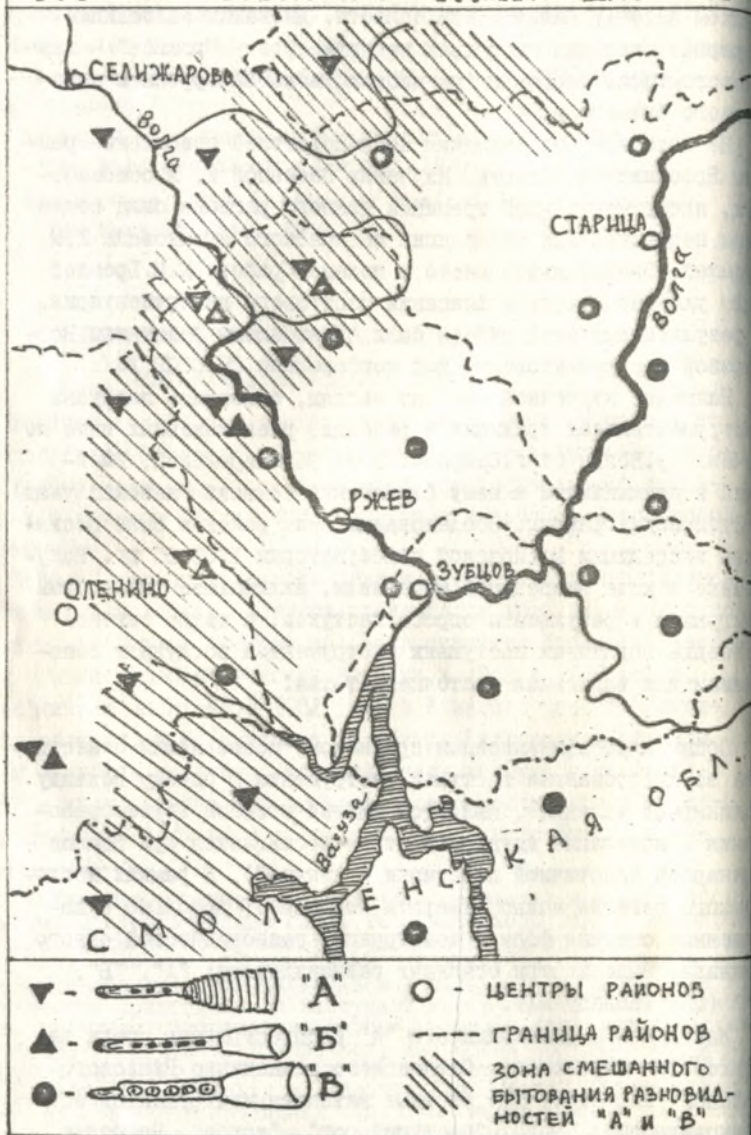 СЕЛИЖАРОВО
Волга
СТАРИЦА
Волга
РЖЕВ
ЗУБЦОВ
ОЛЕНИНО
Вазуза
СМОЛЕНСКАЯ ОБЛ.
- А
- "Б"
- В
- ЦЕНТРЫ РАЙОНОВ
- ГРАНИЦА РАЙОНОВ
ЗОНА СМЕШАННОГО
БЫТОВАНИЯ РАЗНОВИД-
НОСТЕЙ "А" И "В"